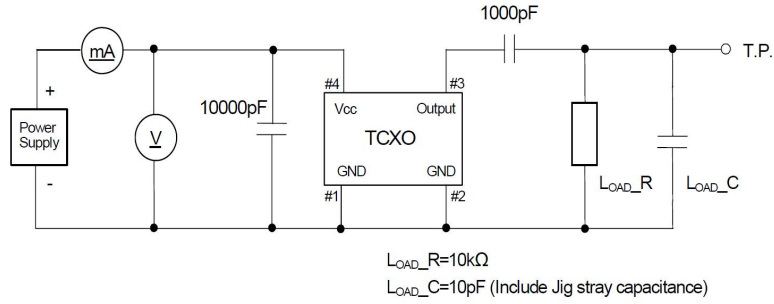 1000pF
mA
T.P.
#4
#3
+
10000pF
Vcc
Output
Power
Supply
V
TCXO
GND
GND
-
#1
#2
LOAD_R
LOAD_C
LOAD_R=10kΩ
LOAD_C=10pF (Include Jig stray capacitance)